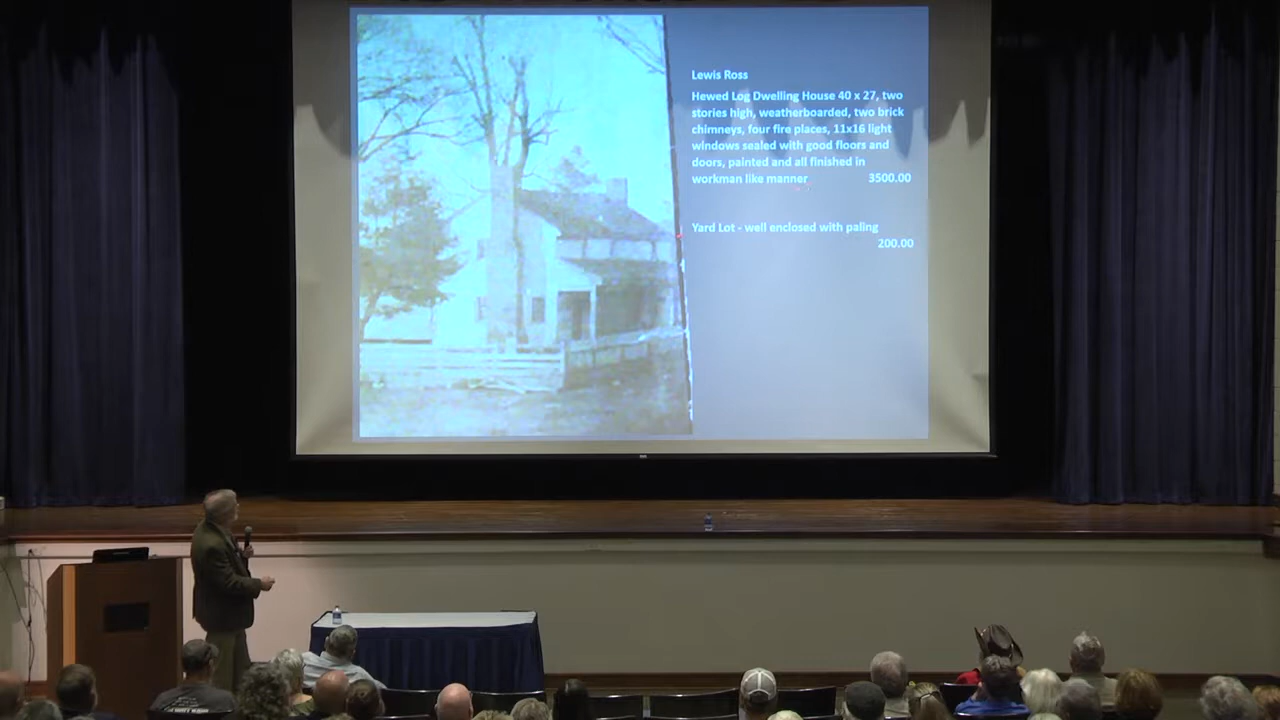 Lewis Ross
Hewed Log Dwelling House 40 x 27, two
stories high, weatherboarded, two brick
chimneys, four fire places, 11x16 light
windows sealed with good floors and
doors, painted and all finished in
workman like manner 3500.00
Yard Lot - well enclosed with paling
200.00